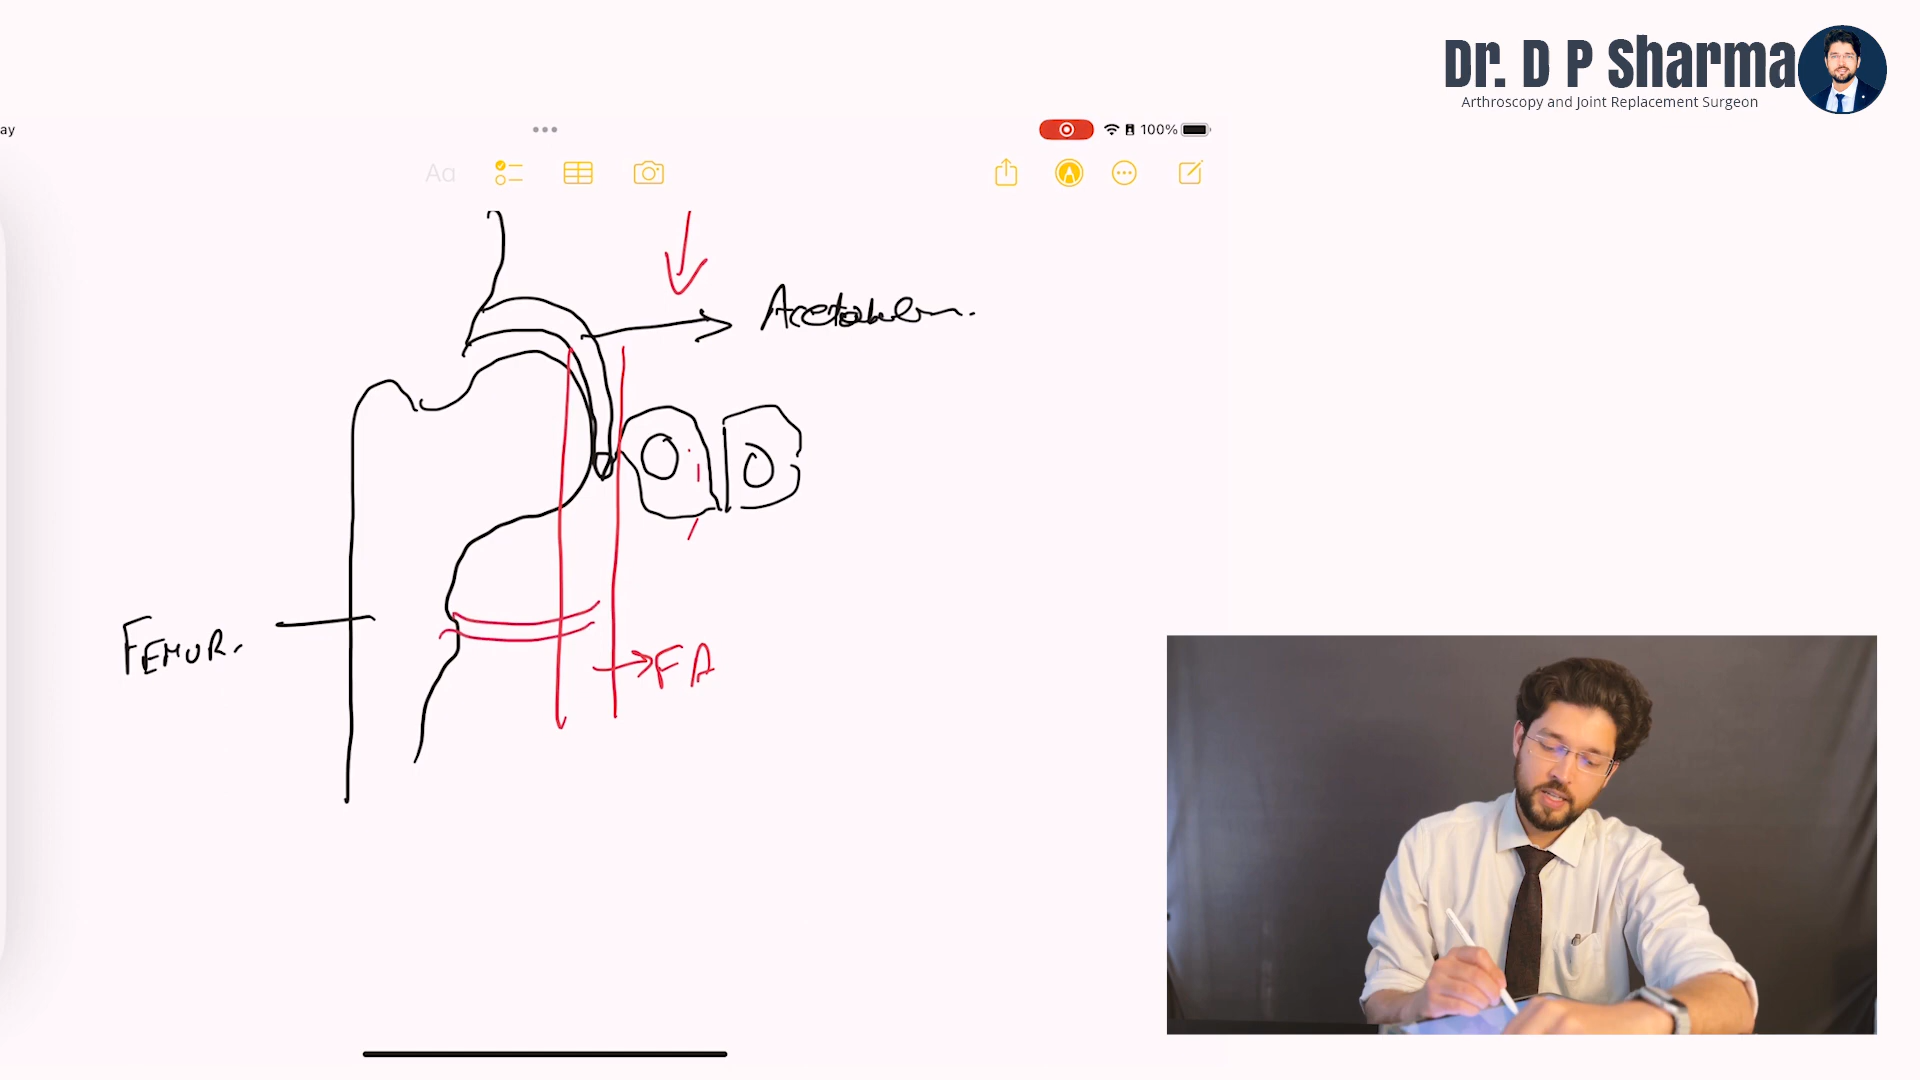 Dr. D P Sharma
Arthroscopy and Joint Replacement Surgeon
ay
100%
Aa
Acetabulum.
FEMUR.
FA